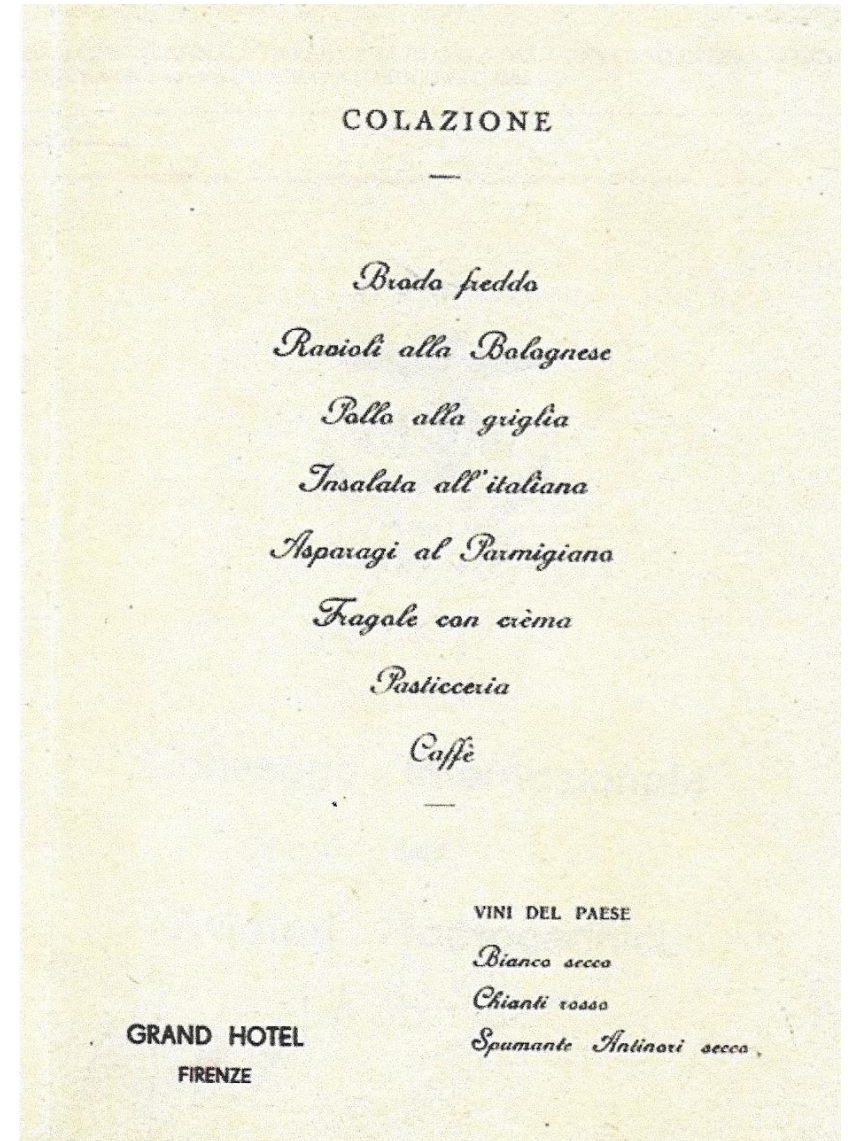 COLAZIONE
Brodo freddo
Ravioli alla Bolognese
Pollo alla griglia
Insalata all'italiana
Asparagi al Parmigiano
Fragole con crèma
Pasticceria
Caffè
VINI DEL PAESE
Bianco secco
Chianti rosso
Spumante Antinori secco
GRAND HOTEL
FIRENZE